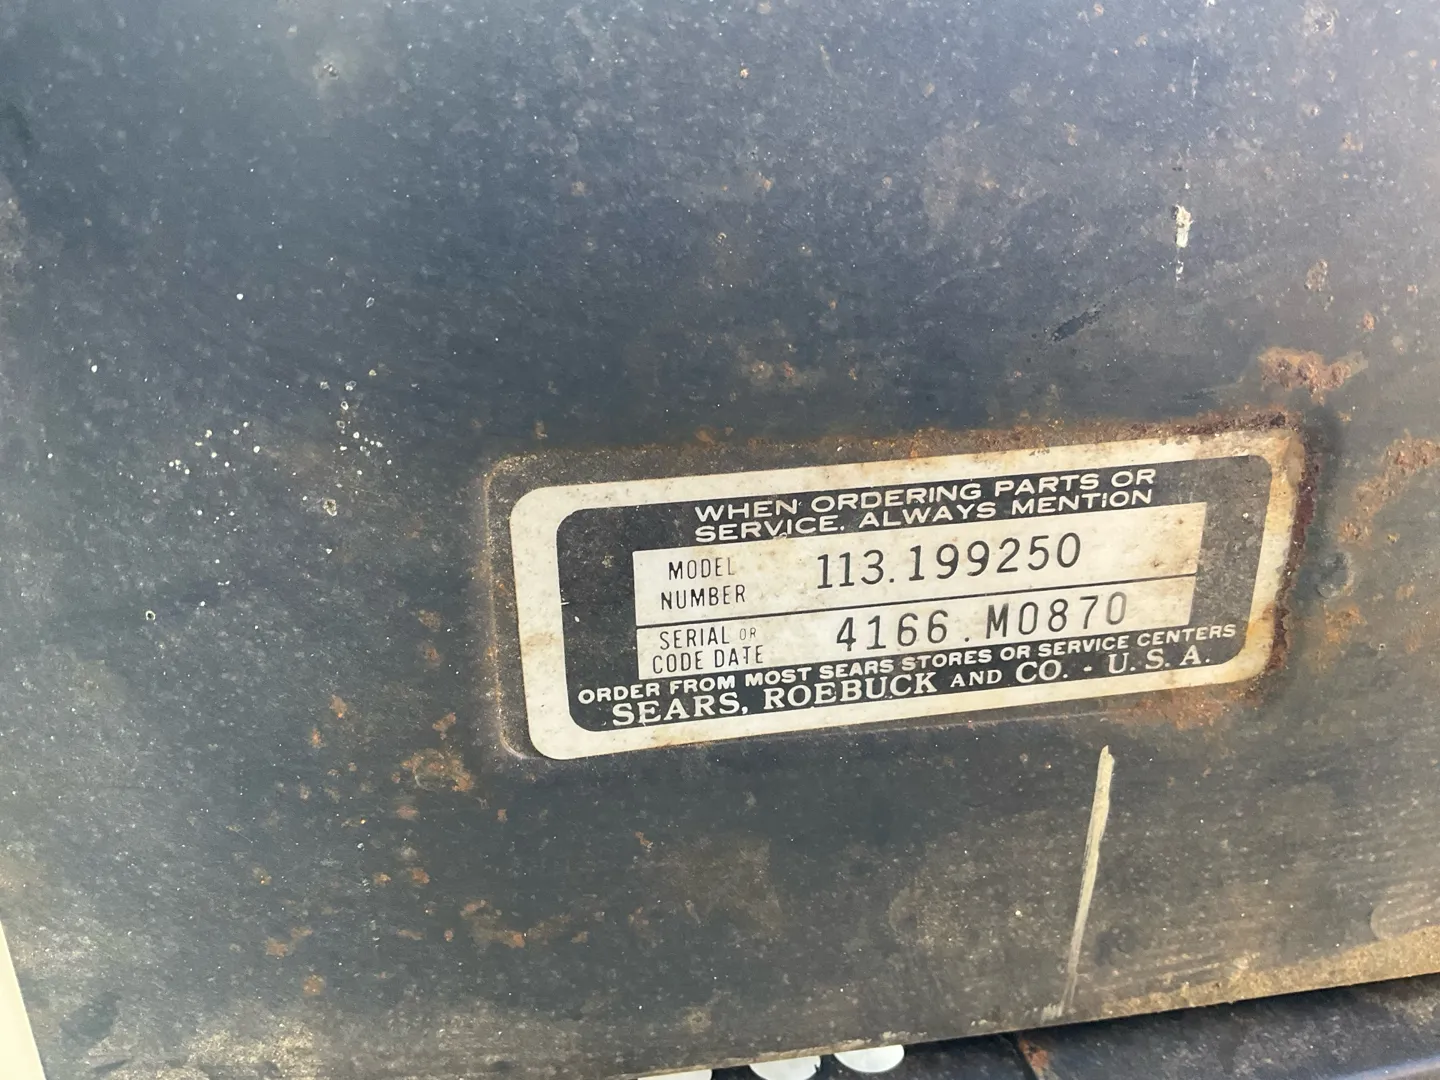 WHEN ORDERING PARTS OR
SERVICE, ALWAYS MENTION
MODEL
NUMBER
113.199250
SERIAL OR
CODE DATE
4166.M0870
ORDER FROM MOST SEARS STORES OR SERVICE CENTERS
SEARS, ROEBUCK AND CO. - U. S. A.